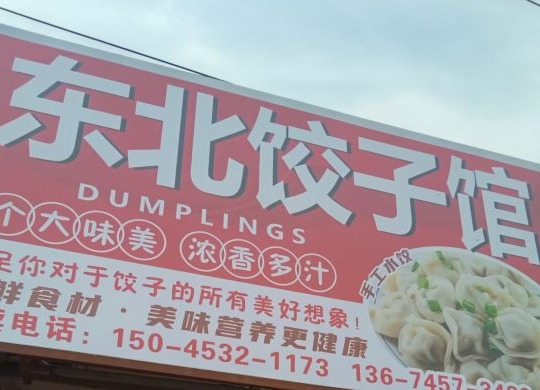 东北饺子馆
DUMPLINGS
个大味美 浓香多汁
足你对于饺子的所有美好想象!
鲜食材·美味营养更健康
手工水饺
电话:150-4532-1173 136-7457-